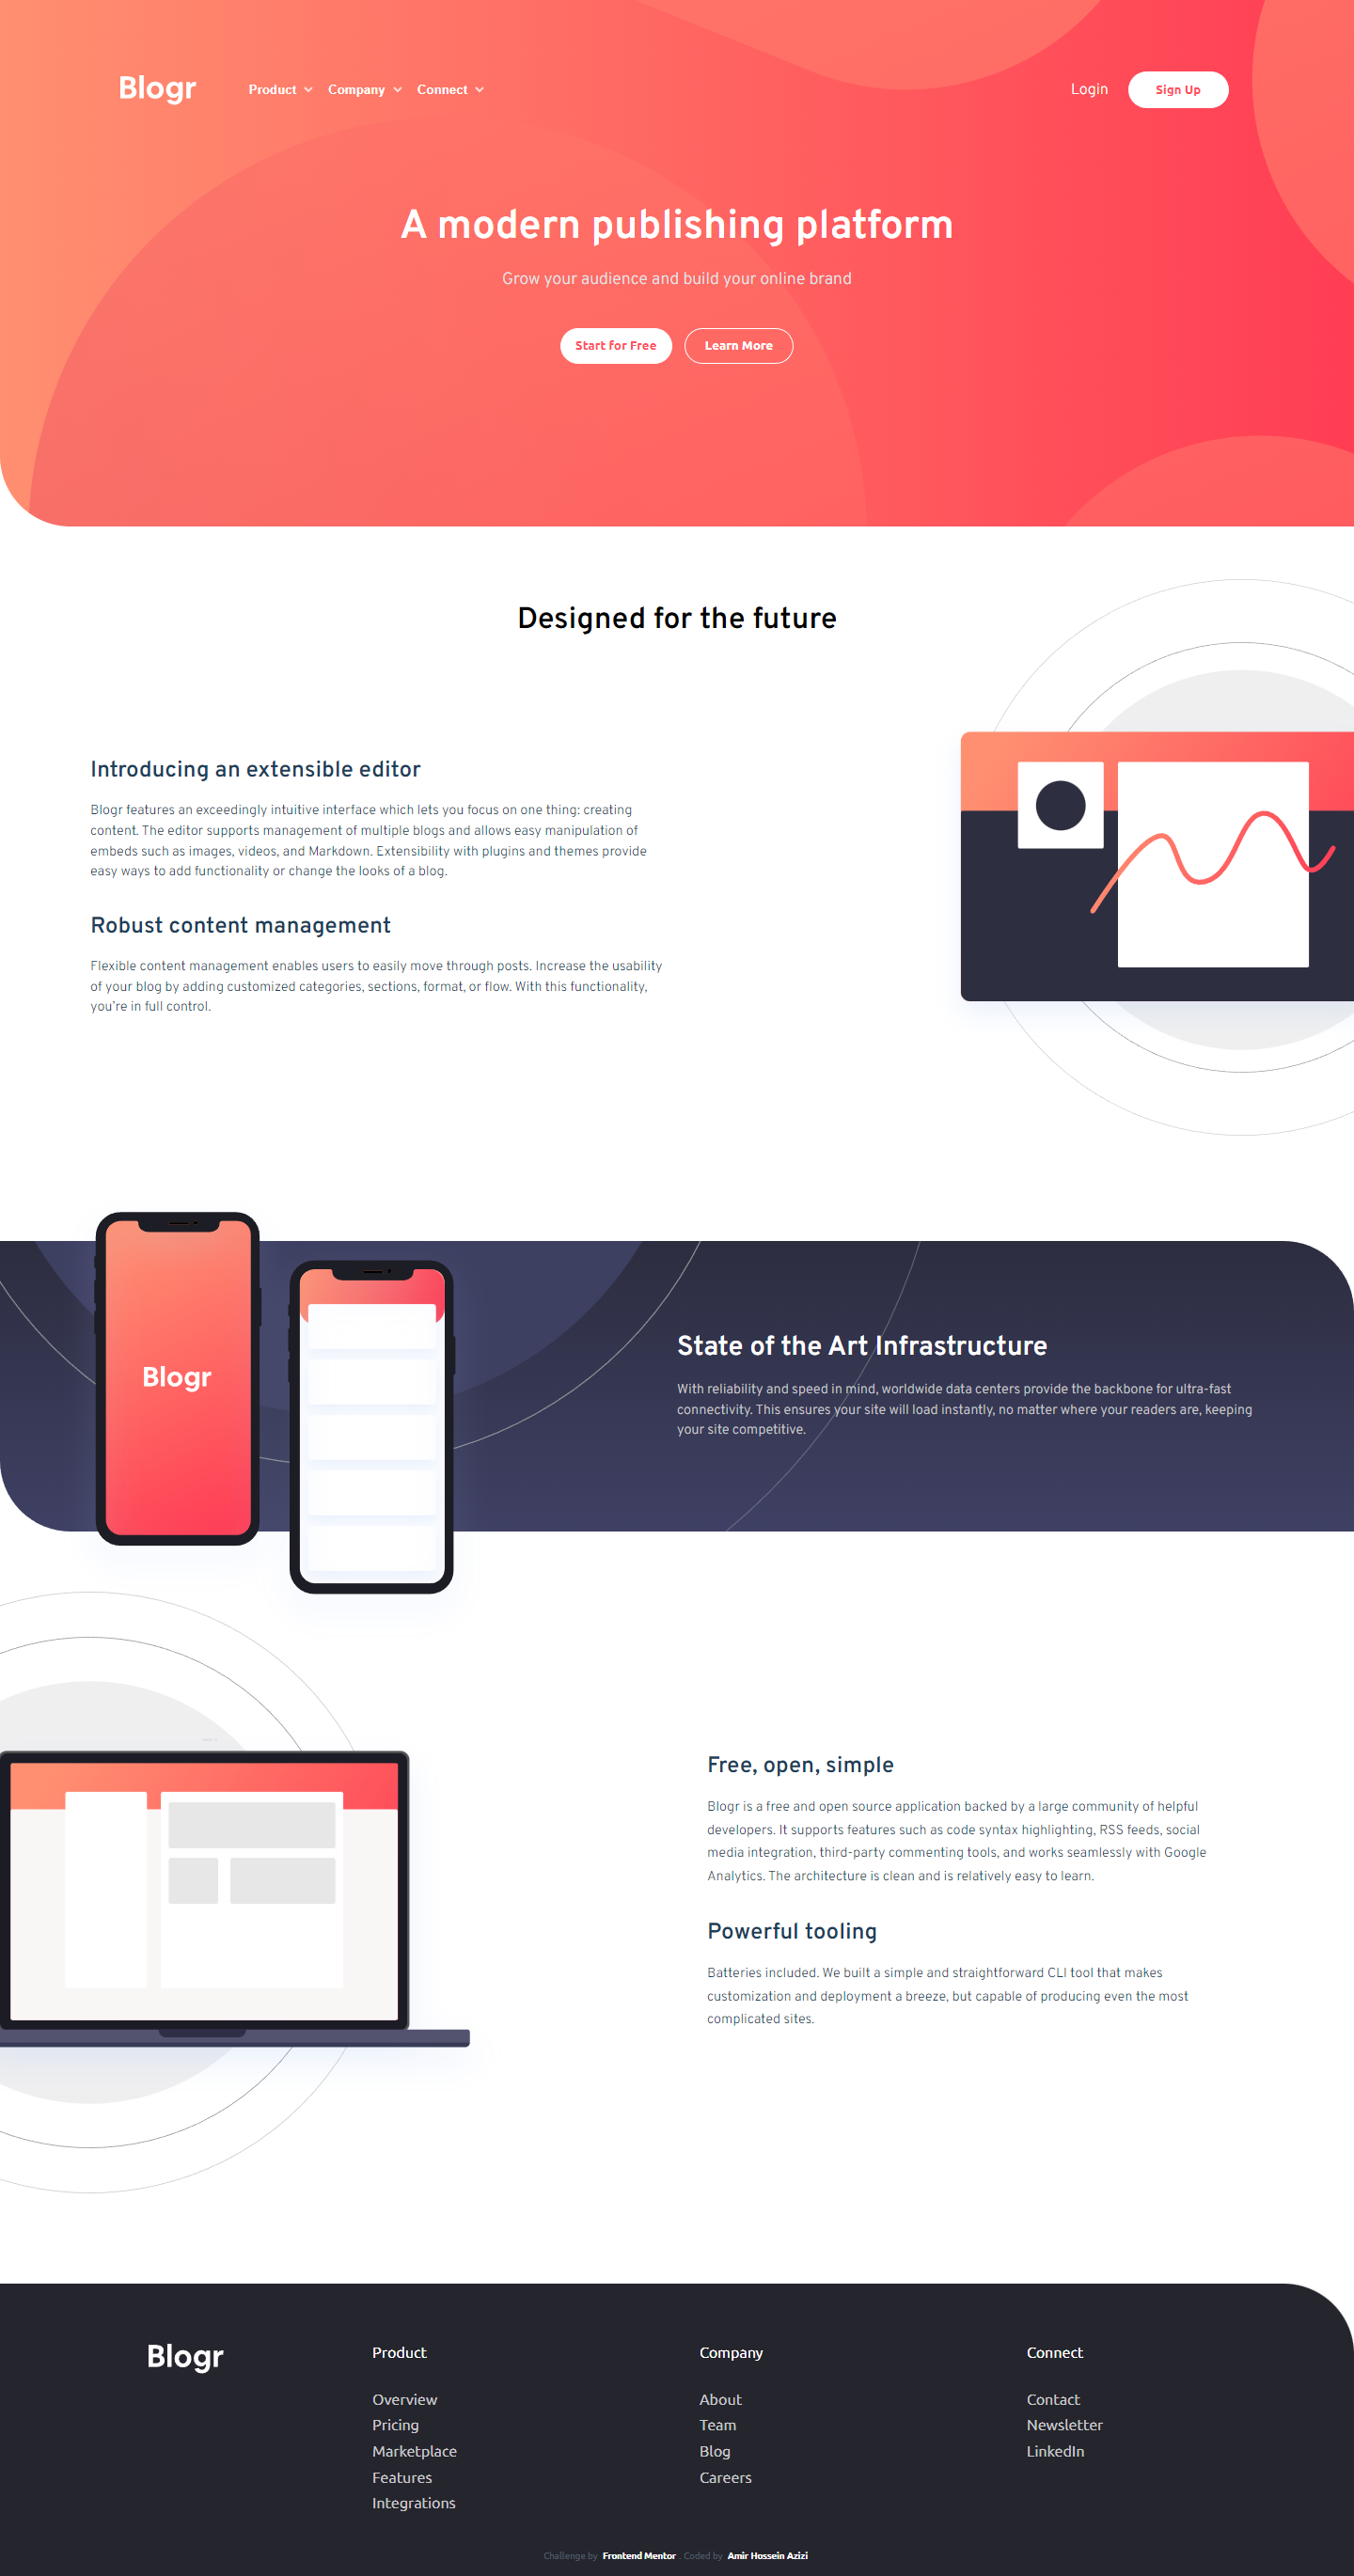 Blogr Product Company Connect Login Sign Up
A modern publishing platform
Grow your audience and build your online brand
Start for Free Learn More
Designed for the future
Introducing an extensible editor
Blogr features an exceedingly intuitive interface which lets you focus on one thing: creating
content. The editor supports management of multiple blogs and allows easy manipulation of
embeds such as images, videos, and Markdown. Extensibility with plugins and themes provide
easy ways to add functionality or change the looks of a blog.
Robust content management
Flexible content management enables users to easily move through posts. Increase the usability
of your blog by adding customized categories, sections, format, or flow. With this functionality,
you're in full control.
Blogr
State of the Art Infrastructure
With reliability and speed in mind, worldwide data centers provide the backbone for ultra-fast
connectivity. This ensures your site will load instantly, no matter where your readers are, keeping
your site competitive.
Free, open, simple
Blogr is a free and open source application backed by a large community of helpful
developers. It supports features such as code syntax highlighting, RSS feeds, social
media integration, third-party commenting tools, and works seamlessly with Google
Analytics. The architecture is clean and is relatively easy to learn.
Powerful tooling
Batteries included. We built a simple and straightforward CLI tool that makes
customization and deployment a breeze, but capable of producing even the most
complicated sites.
Blogr
Product
Overview
Pricing
Marketplace
Features
Integrations
Company
About
Team
Blog
Careers
Connect
Contact
Newsletter
LinkedIn
Challenge by Frontend Mentor . Coded by Amir Hossein Azizi